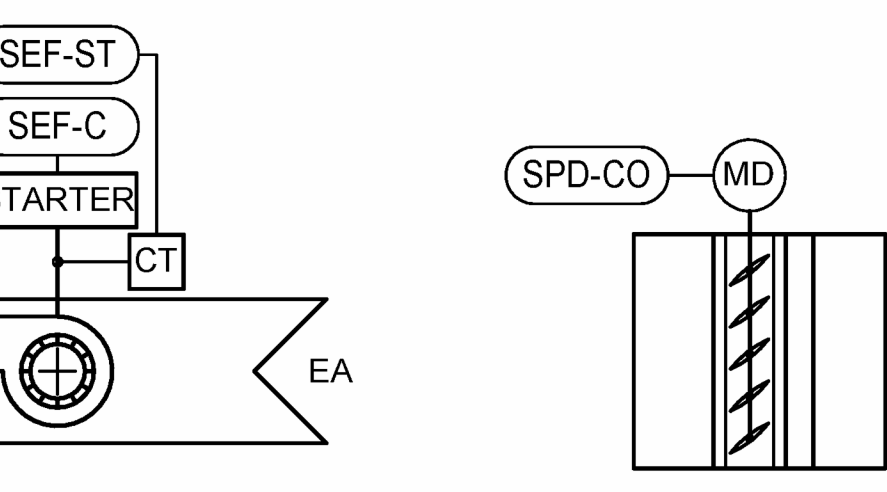 SEF-ST
SEF-C
STARTER
CT
EA
SPD-CO
MD